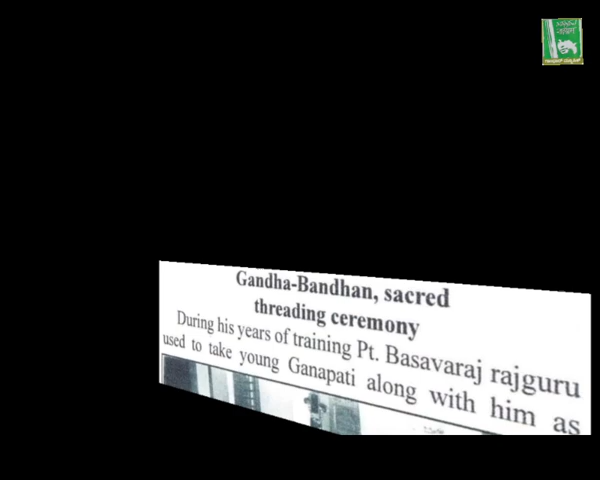 Gandha-Bandhan, sacred
threading ceremony
During his years of training Pt. Basavaraj rajguru
used to take young Ganapati along with him as